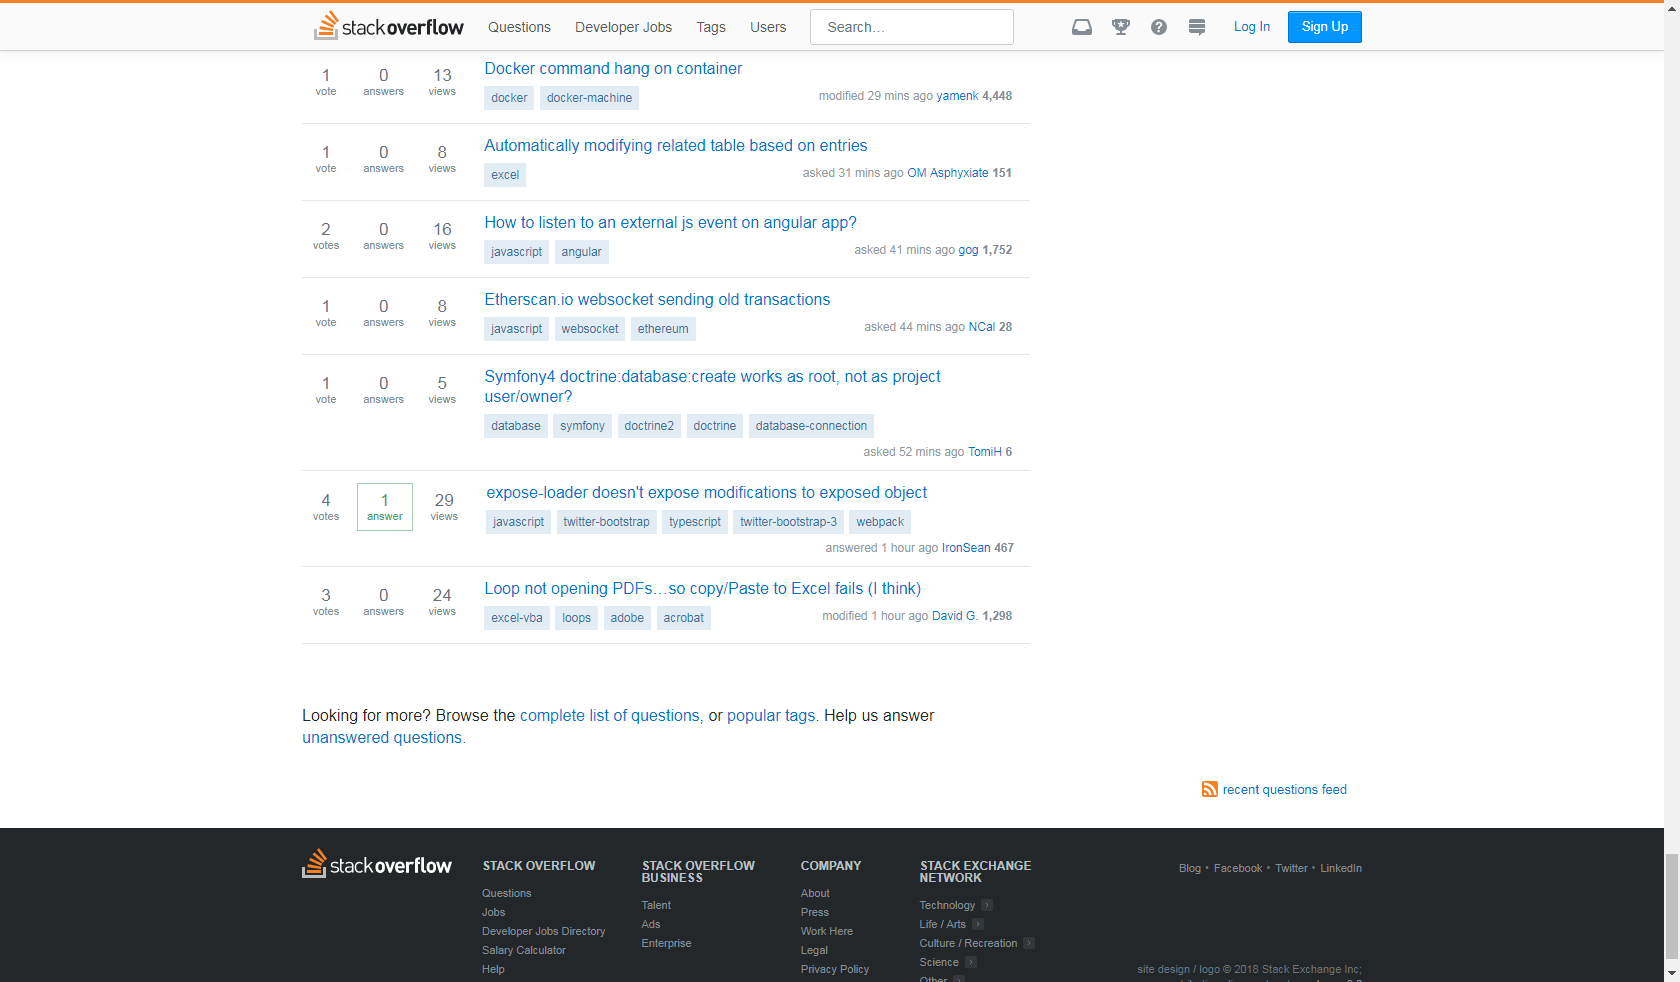 stackoverflow Questions Developer Jobs Tags Users Search... Log In Sign Up
1 vote 0 answers 13 views
Docker command hang on container
docker docker-machine
modified 29 mins ago yamenk 4,448
1 vote 0 answers 8 views
Automatically modifying related table based on entries
excel
asked 31 mins ago OM Asphyxiate 151
2 votes 0 answers 16 views
How to listen to an external js event on angular app?
javascript angular
asked 41 mins ago gog 1,752
1 vote 0 answers 8 views
Etherscan.io websocket sending old transactions
javascript websocket ethereum
asked 44 mins ago NCal 28
1 vote 0 answers 5 views
Symfony4 doctrine:database:create works as root, not as project
user/owner?
database symfony doctrine2 doctrine database-connection
asked 52 mins ago TomiH 6
4 votes 1 answer 29 views
expose-loader doesn't expose modifications to exposed object
javascript twitter-bootstrap typescript twitter-bootstrap-3 webpack
answered 1 hour ago IronSean 467
3 votes 0 answers 24 views
Loop not opening PDFs...so copy/Paste to Excel fails (I think)
excel-vba loops adobe acrobat
modified 1 hour ago David G. 1,298
Looking for more? Browse the complete list of questions, or popular tags. Help us answer
unanswered questions.
recent questions feed
stackoverflow
STACK OVERFLOW
Questions
Jobs
Developer Jobs Directory
Salary Calculator
Help
STACK OVERFLOW
BUSINESS
Talent
Ads
Enterprise
COMPANY
About
Press
Work Here
Legal
Privacy Policy
STACK EXCHANGE
NETWORK
Technology
Life / Arts
Culture / Recreation
Science
Other
Blog • Facebook • Twitter • LinkedIn
site design / logo © 2018 Stack Exchange Inc;